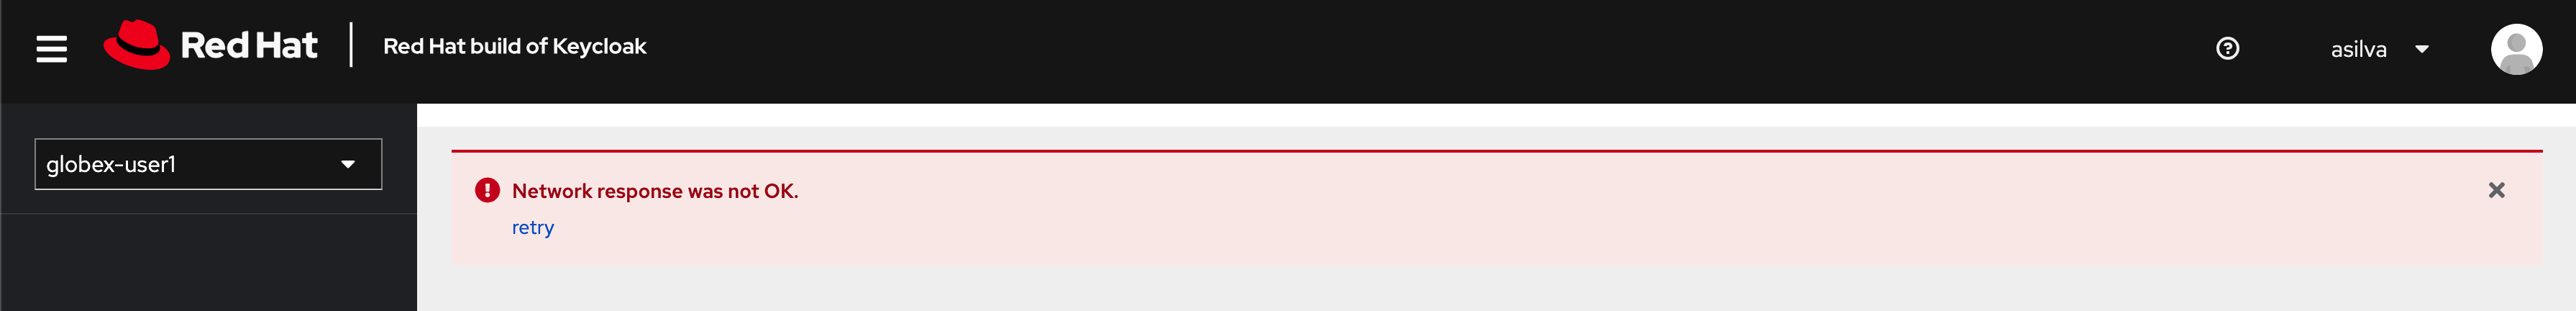 Red Hat
Red Hat build of Keycloak
asilva
globex-user1
Network response was not OK.
retry